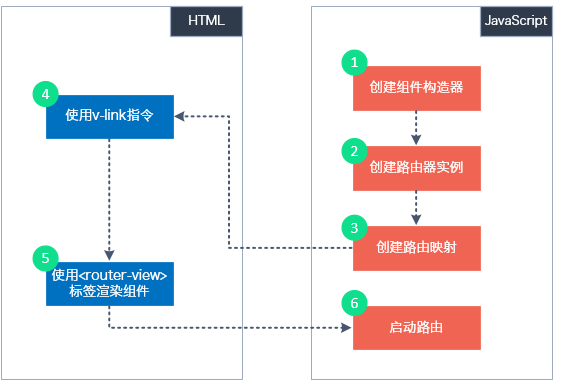 HTML
JavaScript
1
创建组件构造器
2
创建路由器实例
3
创建路由映射
4
使用v-link指令
5
使用<router-view>
标签渲染组件
6
启动路由